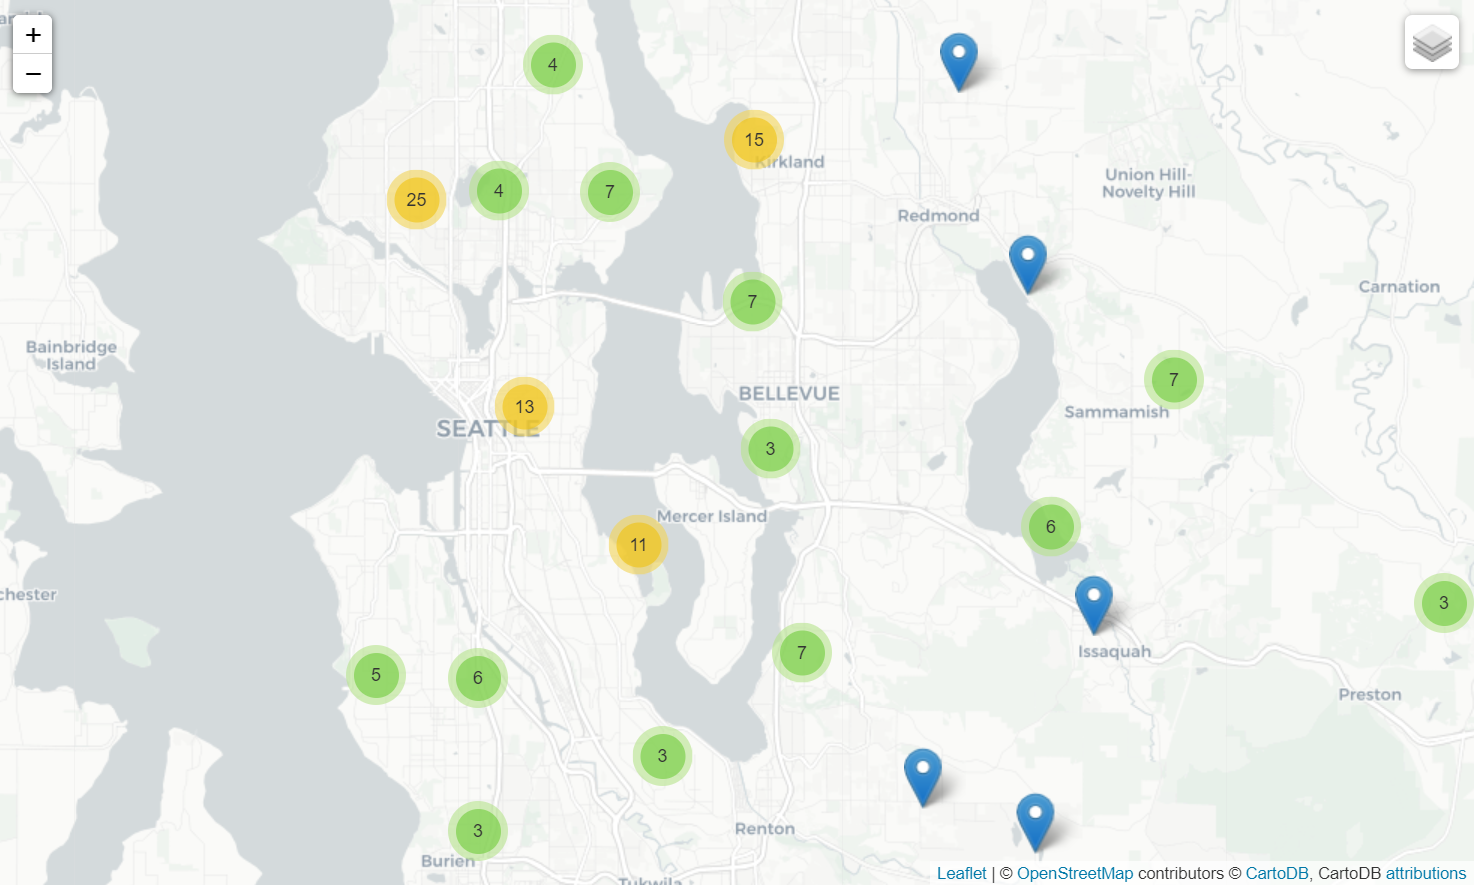 +
−
4
15
Kirkland
25
4
7
Union Hill-
Novelty Hill
Redmond
7
Carnation
Bainbridge
Island
7
BELLEVUE
13
Sammamish
SEATTLE
3
Mercer Island
6
11
chester
3
Issaquah
5
6
7
Preston
3
Renton
3
Burien
Tukwila
Leaflet | © OpenStreetMap contributors © CartoDB, CartoDB attributions